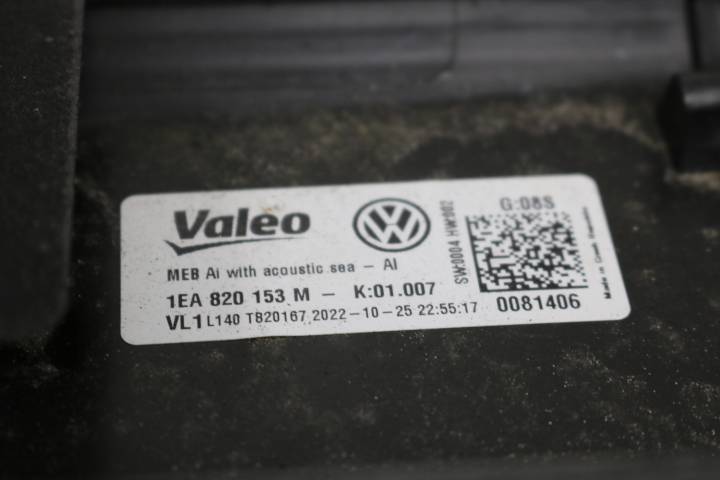 Valeo
MEB Ai with acoustic sea - AI
1EA 820 153 M - K:01.007
VL1 L140 T820167 2022-10-25 22:55:17
SW:0004 HW:002
G:08S
0081406
Made in Czech Republic